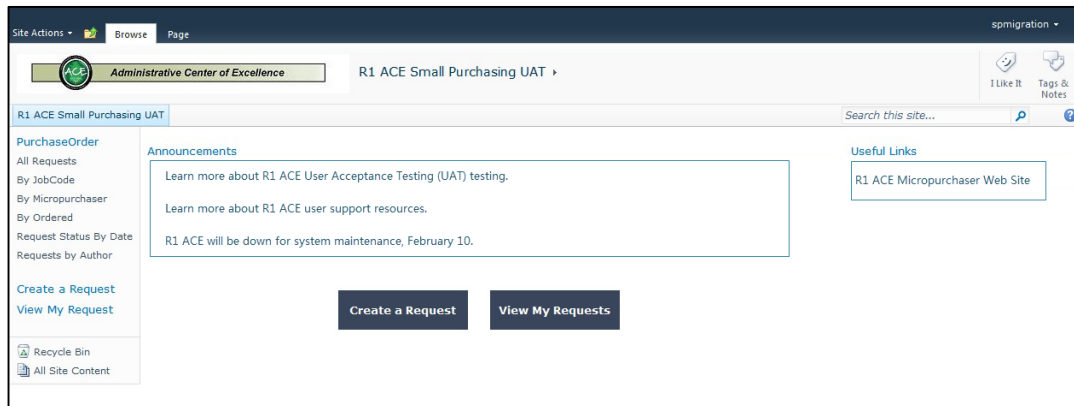 spmigration
Site Actions
Browse
Page
ACE
Administrative Center of Excellence
R1 ACE Small Purchasing UAT
I Like It
Tags &
Notes
R1 ACE Small Purchasing UAT
Search this site...
?
PurchaseOrder
All Requests
By JobCode
By Micropurchaser
By Ordered
Request Status By Date
Requests by Author
Create a Request
View My Request
Recycle Bin
All Site Content
Announcements
Learn more about R1 ACE User Acceptance Testing (UAT) testing.
Learn more about R1 ACE user support resources.
R1 ACE will be down for system maintenance, February 10.
Create a Request
View My Requests
Useful Links
R1 ACE Micropurchaser Web Site